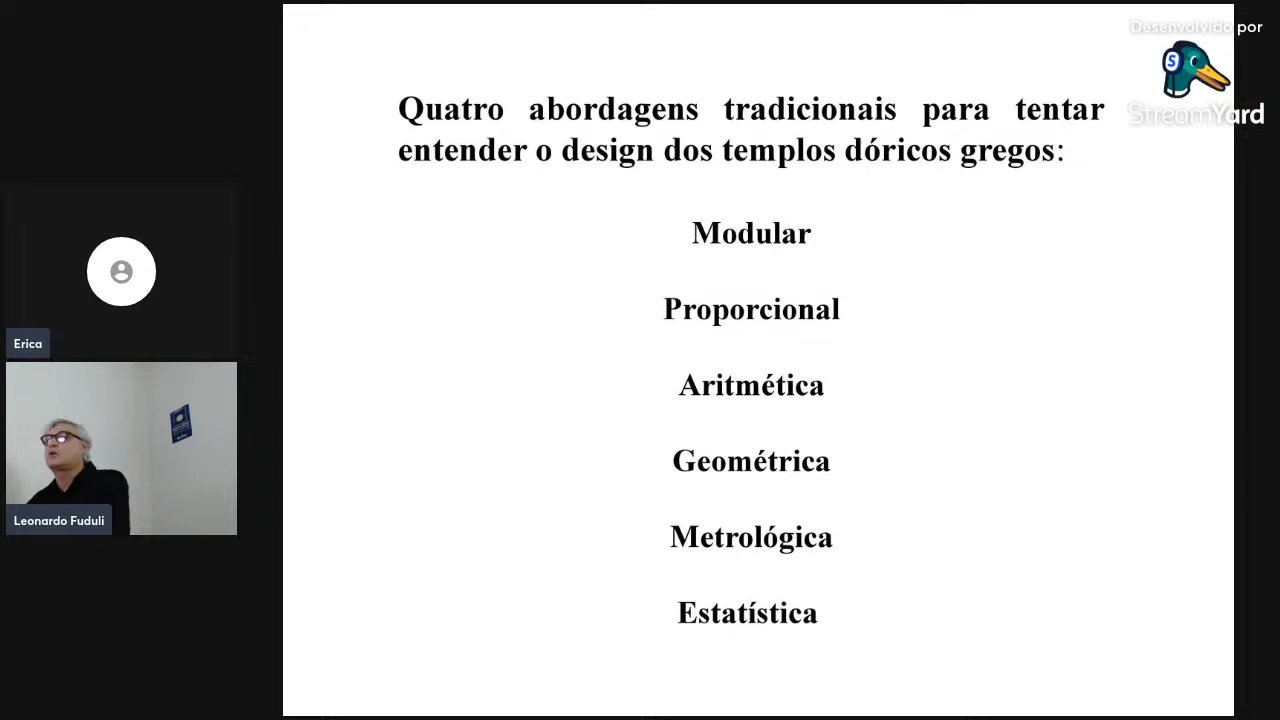 Desenvolvido por
StreamYard
Quatro abordagens tradicionais para tentar
entender o design dos templos dóricos gregos:
Modular
Proporcional
Aritmética
Geométrica
Metrológica
Estatística
Erica
Leonardo Fuduli